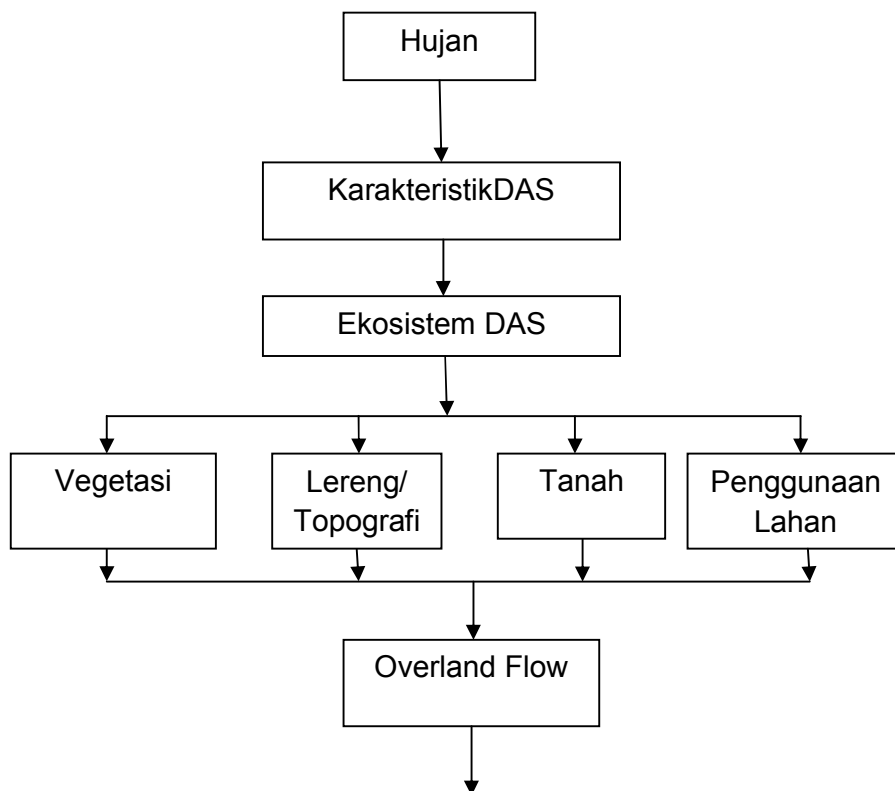 Hujan
KarakteristikDAS
Ekosistem DAS
Vegetasi
Lereng/
Topografi
Tanah
Penggunaan
Lahan
Overland Flow